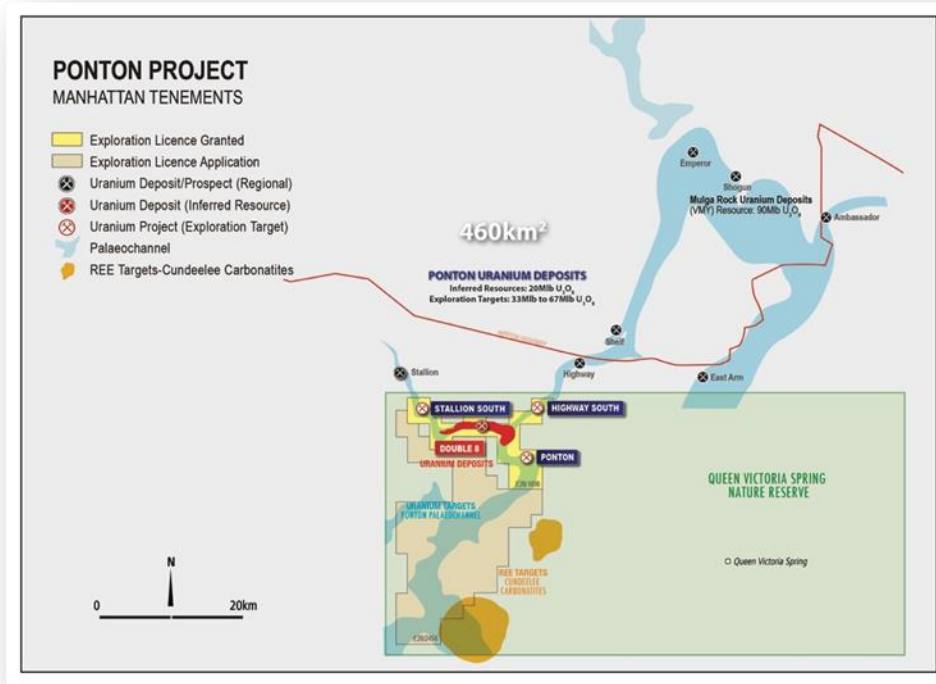 PONTON PROJECT
MANHATTAN TENEMENTS
Exploration Licence Granted
Exploration Licence Application
Uranium Deposit/Prospect (Regional)
Uranium Deposit (Inferred Resource)
Uranium Project (Exploration Target)
Palaeochannel
REE Targets-Cundeelee Carbonatites
460km²
PONTON URANIUM DEPOSITS
Inferred Resources: 20Mlb U₃O₈
Exploration Targets: 33Mlb to 67Mlb U₃O₈
Emperor
Shogun
Mulga Rock Uranium Deposits
(VMY) Resource: 90Mlb U₃O₈
Ambassador
Shelf
Highway
East Arm
Stallion
STALLION SOUTH
HIGHWAY SOUTH
DOUBLE 8
URANIUM DEPOSITS
PONTON
URANIUM TARGETS
PONTON PALAEOCHANNEL
QUEEN VICTORIA SPRING
NATURE RESERVE
Queen Victoria Spring
REE TARGETS
CUNDEELEE
CARBONATITES
N
0 20km